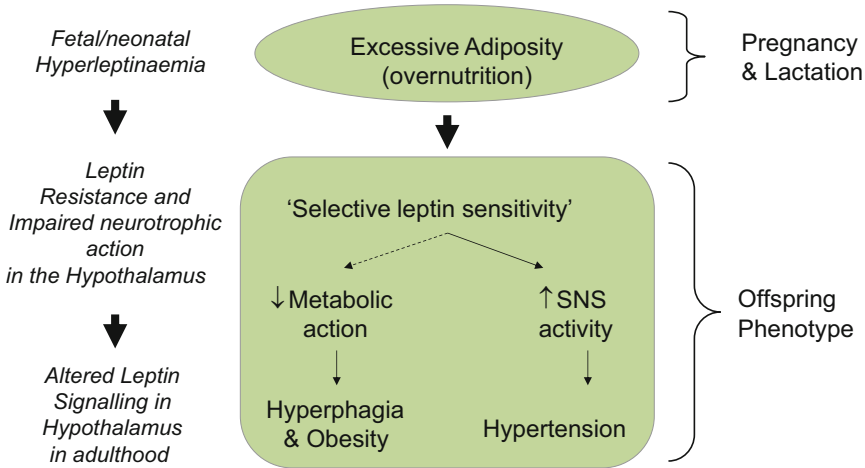 Fetal/neonatal
Hyperleptinaemia
Excessive Adiposity
(overnutrition)
Pregnancy
& Lactation
Leptin
Resistance and
Impaired neurotrophic
action
in the Hypothalamus
‘Selective leptin sensitivity’
↓Metabolic
action
↑SNS
activity
Offspring
Phenotype
Altered Leptin
Signalling in
Hypothalamus
in adulthood
Hyperphagia
& Obesity
Hypertension